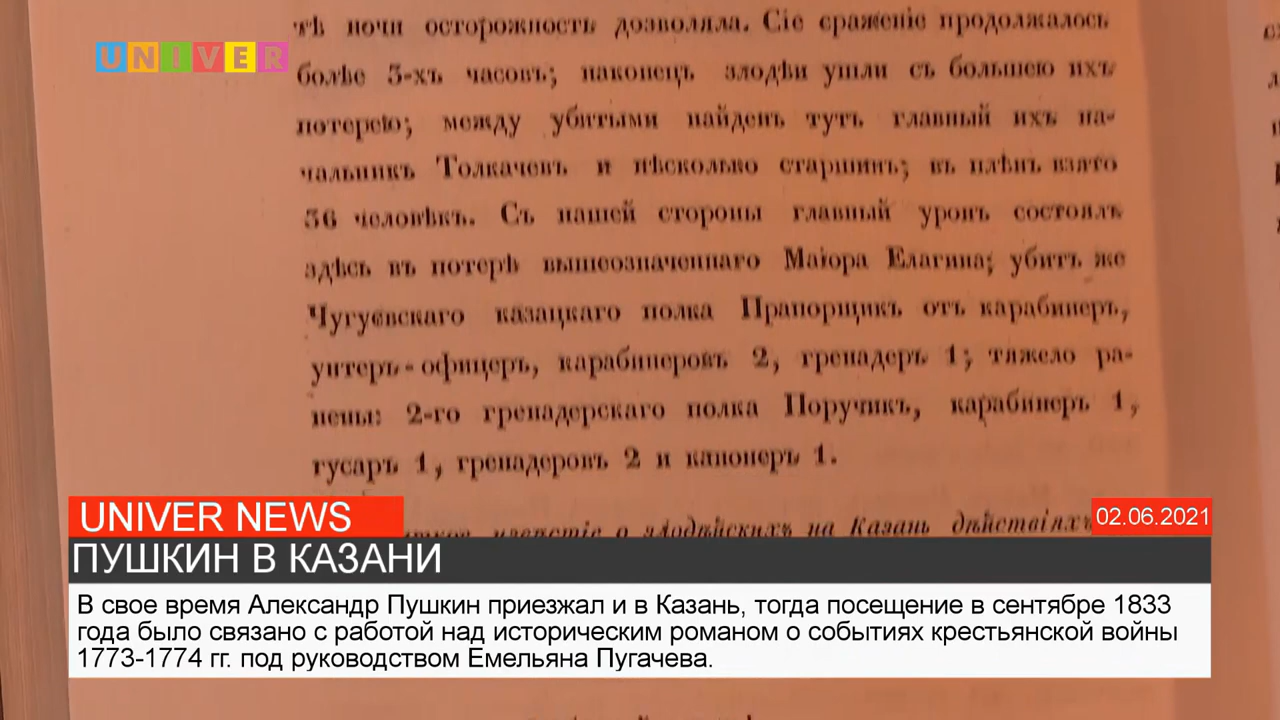 тѣ ночи осторожность дозволяла. Сіе сраженіе продолжалось
UNIVER
болѣе 3-хъ часовъ; наконецъ злодѣи ушли съ большею ихъ
потерею; между убитыми найденъ тутъ главный ихъ на-
чальникъ Толкачевъ и нѣсколько старшинъ; въ плѣнъ взято
36 человѣкъ. Съ нашей стороны главный уронъ состоялъ
здѣсь въ потерѣ вышеозначеннаго Маіора Елагина; убитъ же
Чугуевскаго казацкаго полка Прапорщикъ отъ карабинеръ,
унтеръ-офицеръ, карабинеровъ 2, гренадеръ 1; тяжело ра-
нены: 2-го гренадерскаго полка Поручикъ, карабинеръ 1,
гусаръ 1, гренадеровъ 2 и канонеръ 1.
извѣстіе о злодѣйскихъ на Казань дѣйствіяхъ
UNIVER NEWS
02.06.2021
ПУШКИН В КАЗАНИ
В свое время Александр Пушкин приезжал и в Казань, тогда посещение в сентябре 1833
года было связано с работой над историческим романом о событиях крестьянской войны
1773-1774 гг. под руководством Емельяна Пугачева.